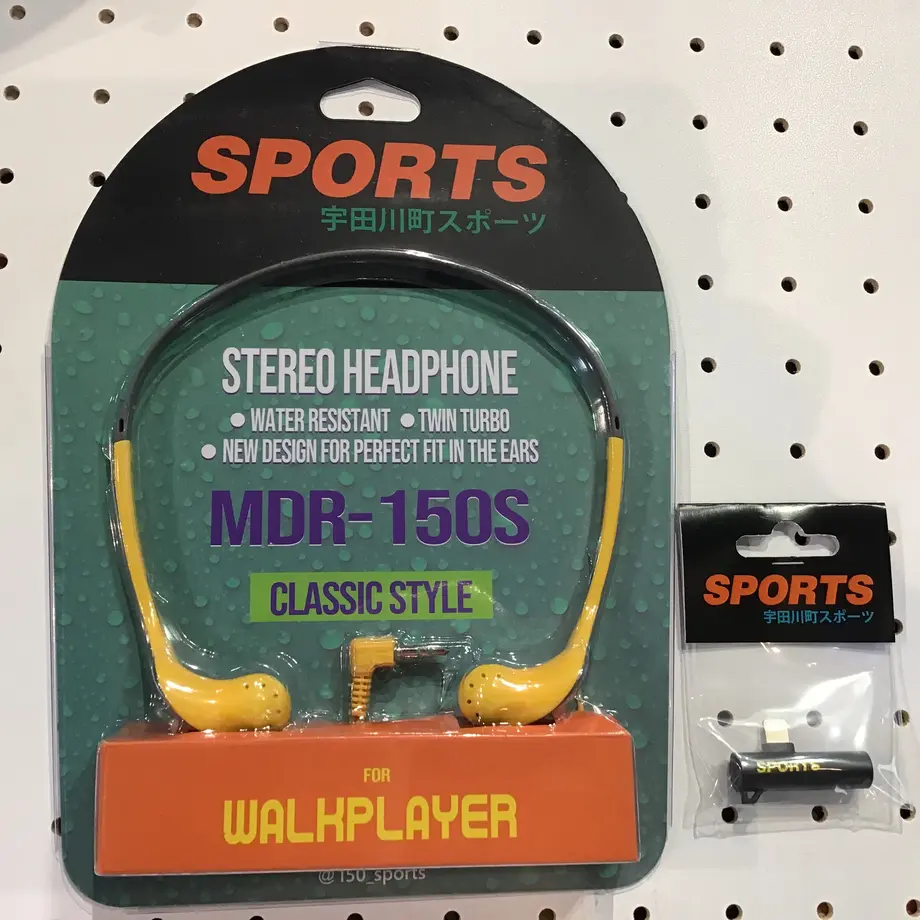 SPORTS
宇田川町スポーツ
STEREO HEADPHONE
● WATER RESISTANT ● TWIN TURBO
● NEW DESIGN FOR PERFECT FIT IN THE EARS
MDR-150S
CLASSIC STYLE
FOR
WALKPLAYER
@150_sports
SPORTS
宇田川町スポーツ
SPORTS